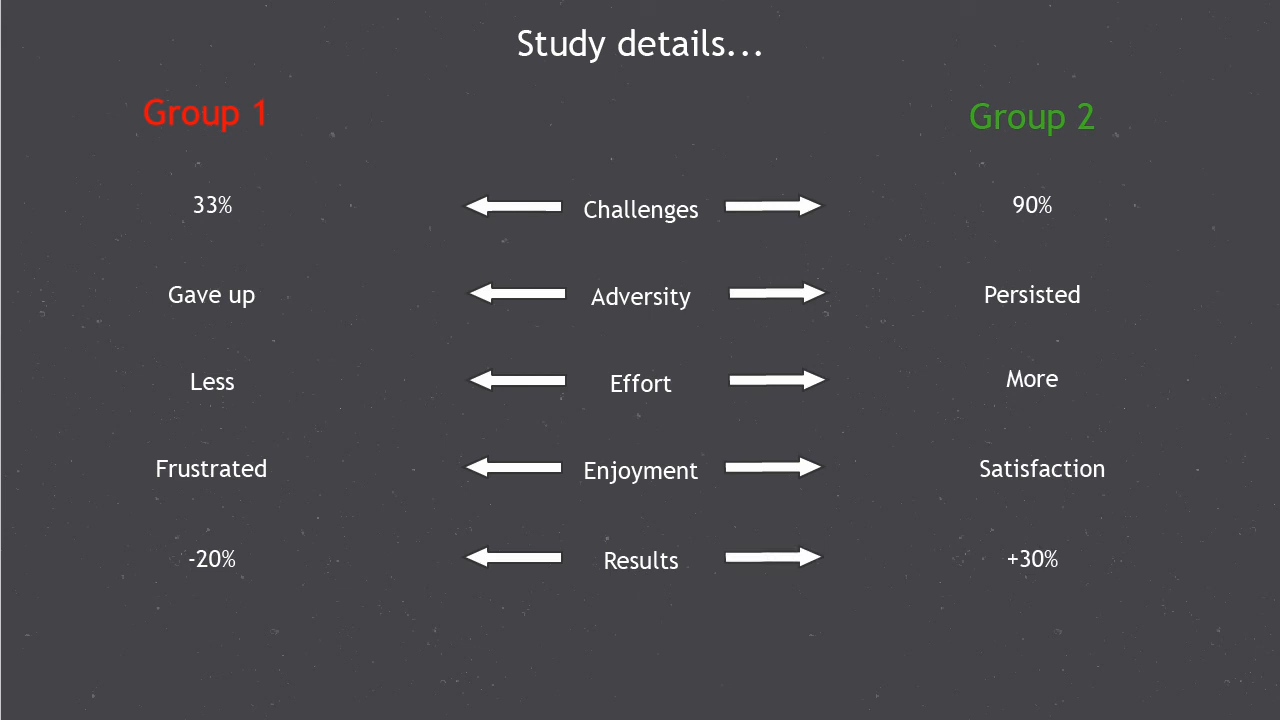 Study details...
Group 1
Group 2
33%
Challenges
90%
Gave up
Adversity
Persisted
Less
Effort
More
Frustrated
Enjoyment
Satisfaction
-20%
Results
+30%